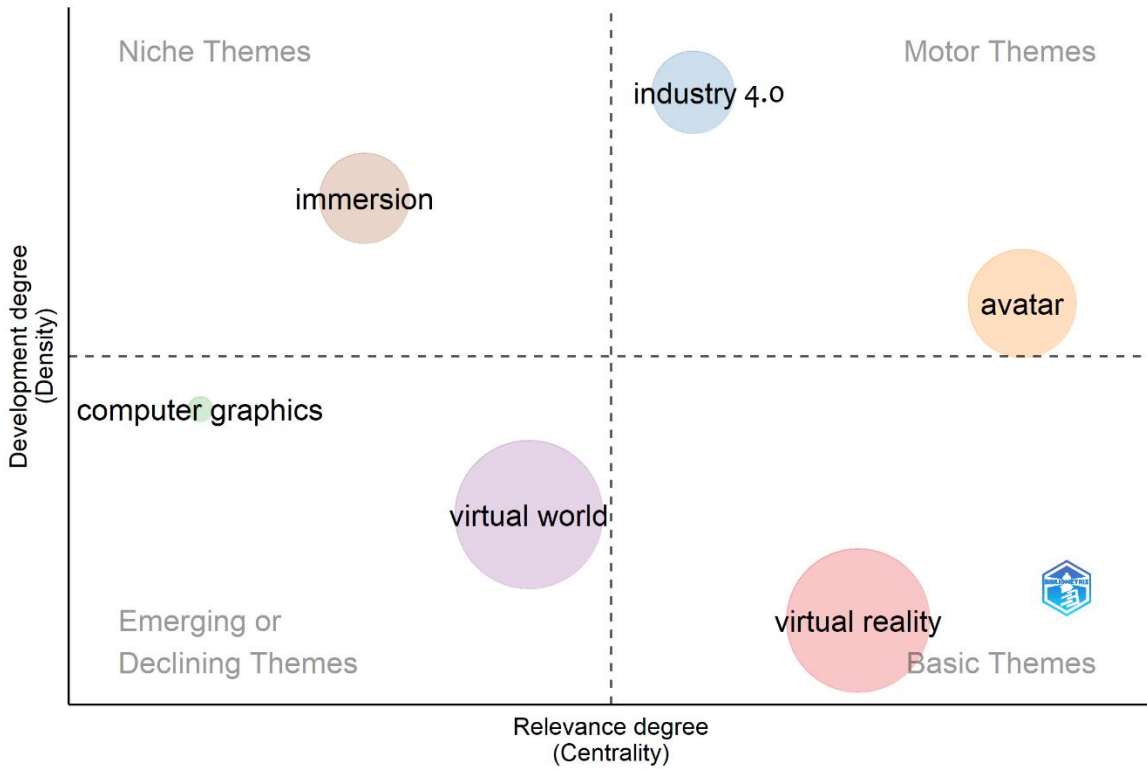 Niche Themes
Motor Themes
industry 4.0
immersion
avatar
Development degree
(Density)
computer graphics
virtual world
BIBLIOMETRIX
virtual reality
Emerging or
Declining Themes
Basic Themes
Relevance degree
(Centrality)